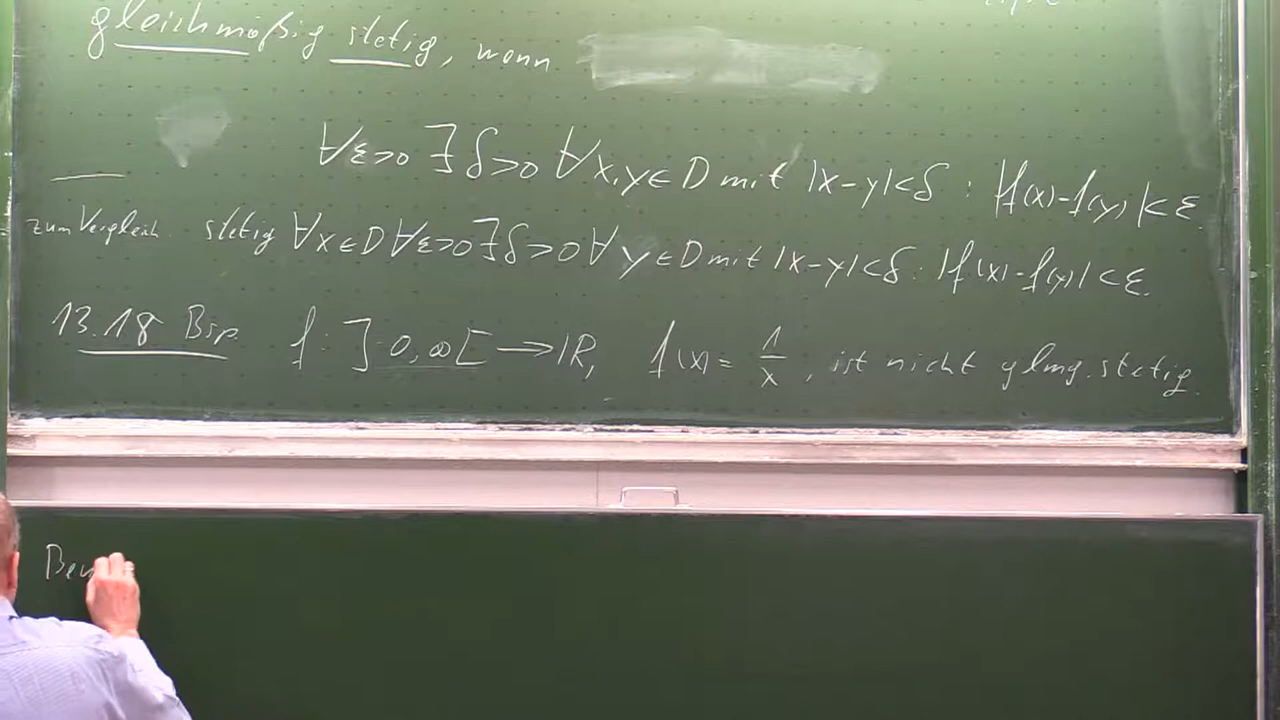 gleichmäßig stetig, wenn
∀ε>0 ∃δ>0 ∀x,y∈D mit |x-y|<δ : |f(x)-f(y)|<ε.
zum Vergleich: stetig ∀x∈D ∀ε>0 ∃δ>0 ∀y∈D mit |x-y|<δ: |f(x)-f(y)|<ε.
13.18 Bsp. f: ]0,∞[ → ℝ, f(x)= 1/x, ist nicht glmg. stetig.
Bew